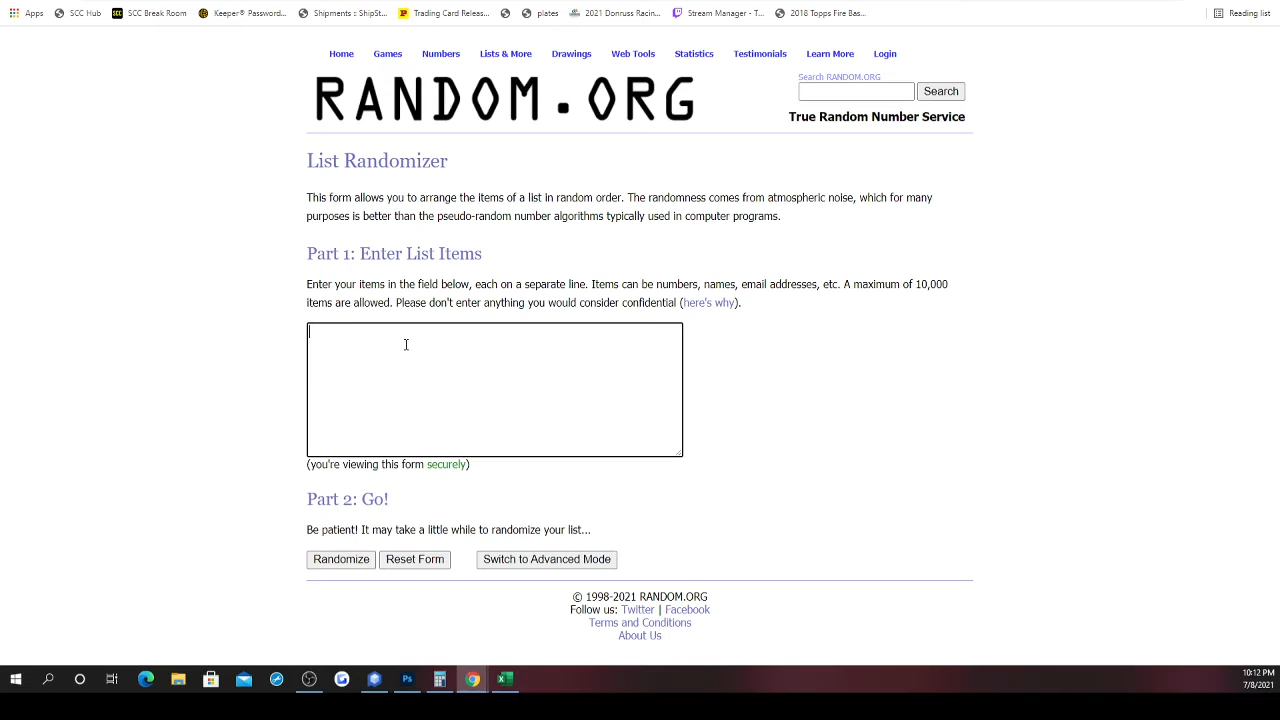 Apps SCC Hub SCC Break Room Keeper® Password... Shipments :: ShipSt... Trading Card Releas... plates 2021 Donruss Racin... Stream Manager - T... 2018 Topps Fire Bas... Reading list
Home Games Numbers Lists & More Drawings Web Tools Statistics Testimonials Learn More Login
RANDOM.ORG
Search RANDOM.ORG
Search
True Random Number Service
List Randomizer
This form allows you to arrange the items of a list in random order. The randomness comes from atmospheric noise, which for many
purposes is better than the pseudo-random number algorithms typically used in computer programs.
Part 1: Enter List Items
Enter your items in the field below, each on a separate line. Items can be numbers, names, email addresses, etc. A maximum of 10,000
items are allowed. Please don't enter anything you would consider confidential (here's why).
(you're viewing this form securely)
Part 2: Go!
Be patient! It may take a little while to randomize your list...
Randomize Reset Form Switch to Advanced Mode
© 1998-2021 RANDOM.ORG
Follow us: Twitter | Facebook
Terms and Conditions
About Us
10:12 PM
7/8/2021